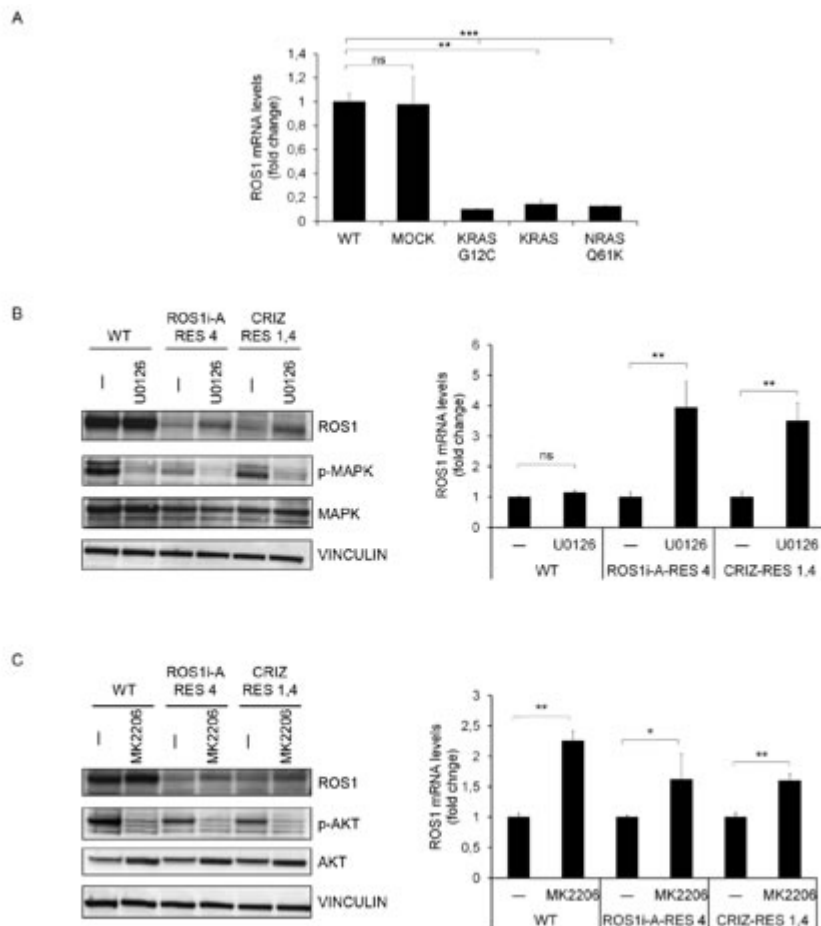 A
***
**
ns
ROS1 mRNA levels
(fold change)
1,4
1,2
1
0,8
0,6
0,4
0,2
0
WT MOCK KRAS G12C KRAS NRAS Q61K
B
WT ROS1i-A RES 4 CRIZ RES 1,4
— U0126 — U0126 — U0126
ROS1
p-MAPK
MAPK
VINCULIN
ROS1 mRNA levels
(fold change)
6
5
4
3
2
1
0
ns ** **
— U0126 — U0126 — U0126
WT ROS1i-A-RES 4 CRIZ-RES 1,4
C
WT ROS1i-A RES 4 CRIZ RES 1,4
— MK2206 — MK2206 — MK2206
ROS1
p-AKT
AKT
VINCULIN
ROS1 mRNA levels
(fold chnge)
3
2,5
2
1,5
1
0,5
0
** * **
— MK2206 — MK2206 — MK2206
WT ROS1i-A-RES 4 CRIZ-RES 1,4